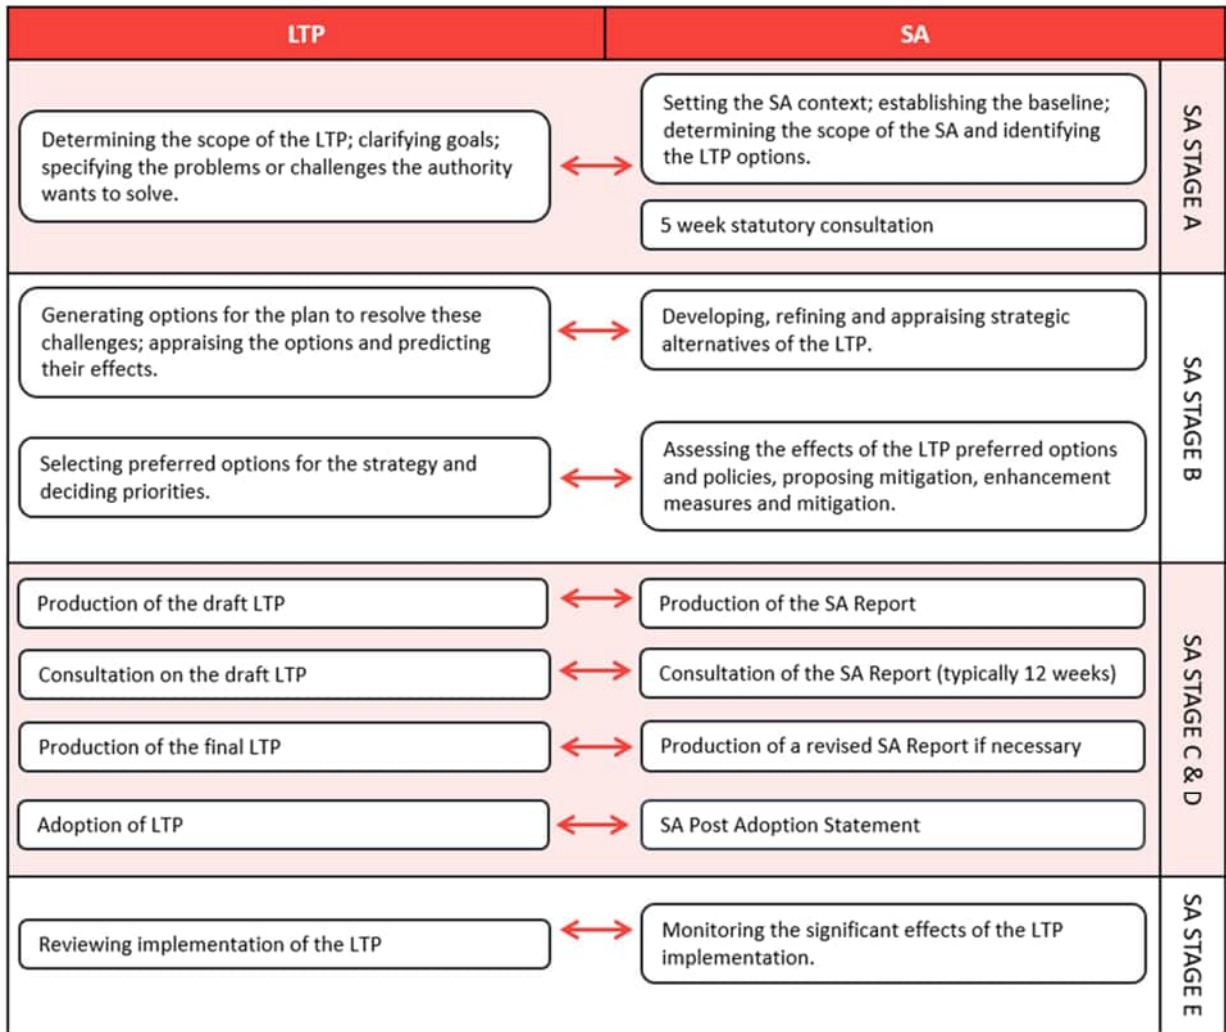 LTP
SA
Determining the scope of the LTP; clarifying goals;
specifying the problems or challenges the authority
wants to solve.
Setting the SA context; establishing the baseline;
determining the scope of the SA and identifying
the LTP options.
5 week statutory consultation
SA STAGE A
Generating options for the plan to resolve these
challenges; appraising the options and predicting
their effects.
Developing, refining and appraising strategic
alternatives of the LTP.
Selecting preferred options for the strategy and
deciding priorities.
Assessing the effects of the LTP preferred options
and policies, proposing mitigation, enhancement
measures and mitigation.
SA STAGE B
Production of the draft LTP
Production of the SA Report
Consultation on the draft LTP
Consultation of the SA Report (typically 12 weeks)
Production of the final LTP
Production of a revised SA Report if necessary
Adoption of LTP
SA Post Adoption Statement
SA STAGE C & D
Reviewing implementation of the LTP
Monitoring the significant effects of the LTP
implementation.
SA STAGE E